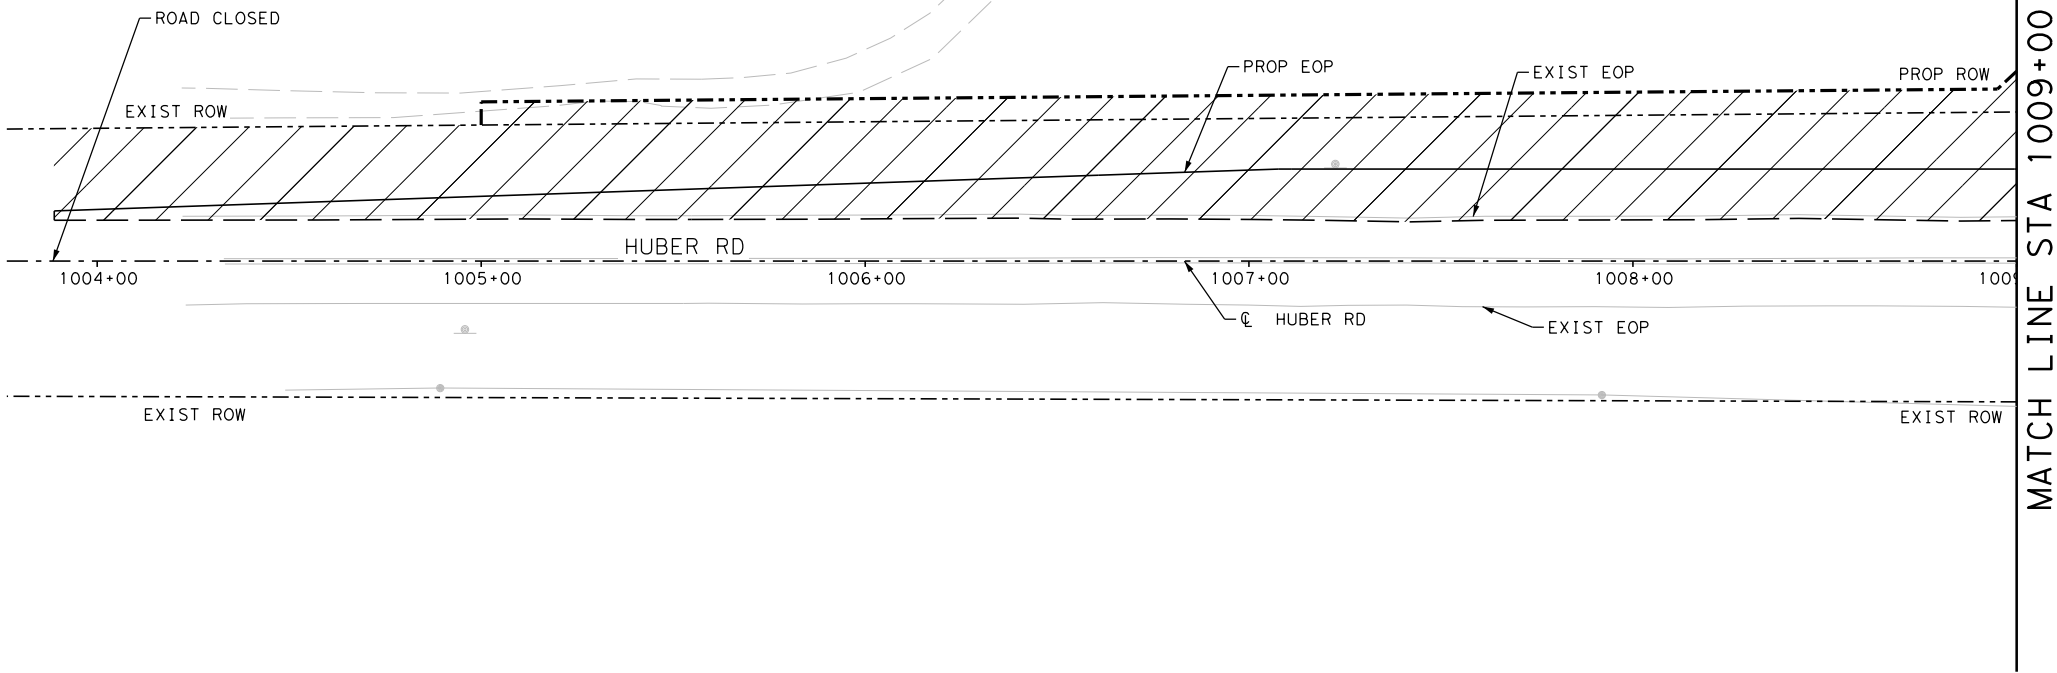 ROAD CLOSED
PROP EOP
EXIST EOP
PROP ROW
EXIST ROW
HUBER RD
1004+00
1005+00
1006+00
1007+00
1008+00
1009
℄ HUBER RD
EXIST EOP
EXIST ROW
EXIST ROW
MATCH LINE STA 1009+00